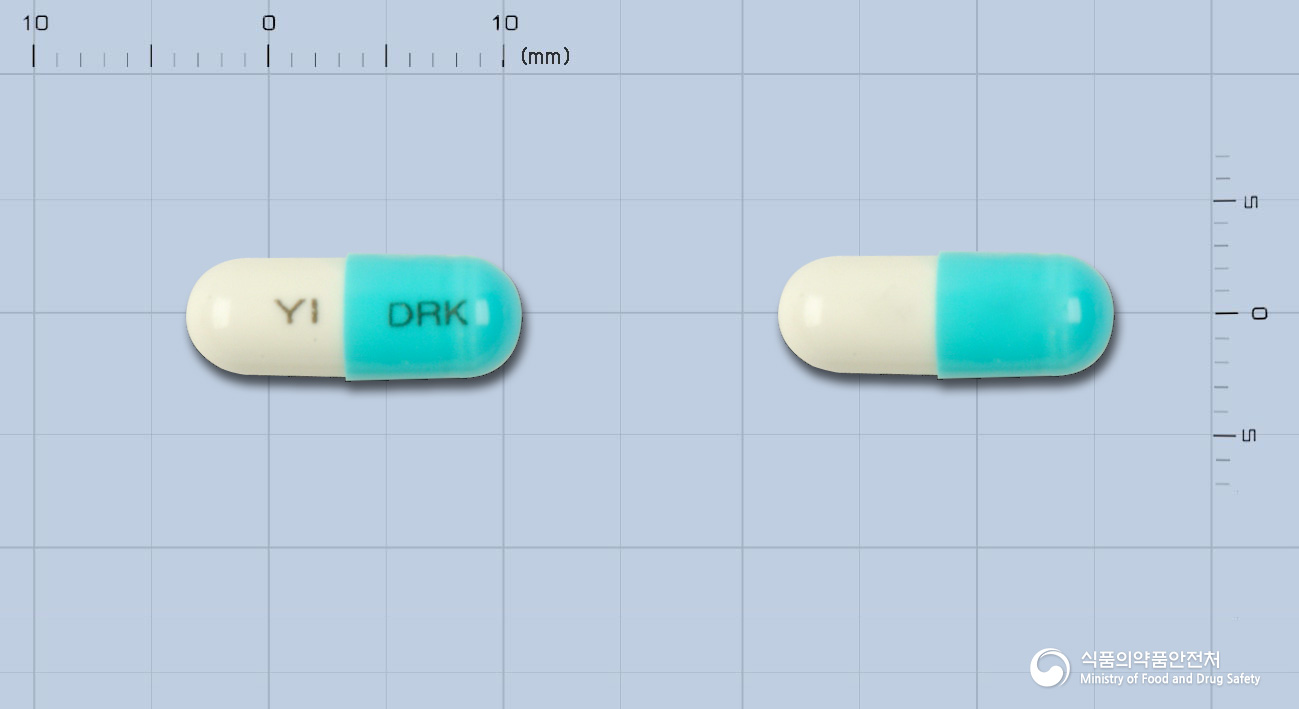 10 0 10
(mm)
YI DRK
5
0
5
식품의약품안전처
Ministry of Food and Drug Safety